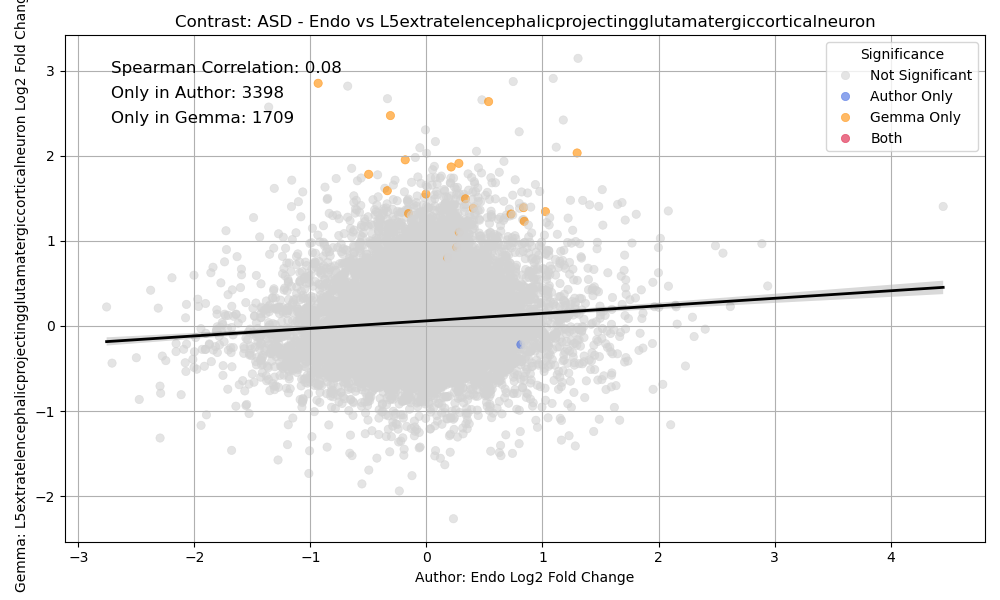 Contrast: ASD - Endo vs L5extratelencephalicprojectingglutamatergiccorticalneuron
Gemma: L5extratelencephalicprojectingglutamatergiccorticalneuron Log2 Fold Chang
Spearman Correlation: 0.08
Only in Author: 3398
Only in Gemma: 1709
Significance
Not Significant
Author Only
Gemma Only
Both
3
2
1
0
−1
−2
−3
−2
−1
0
1
2
3
4
Author: Endo Log2 Fold Change